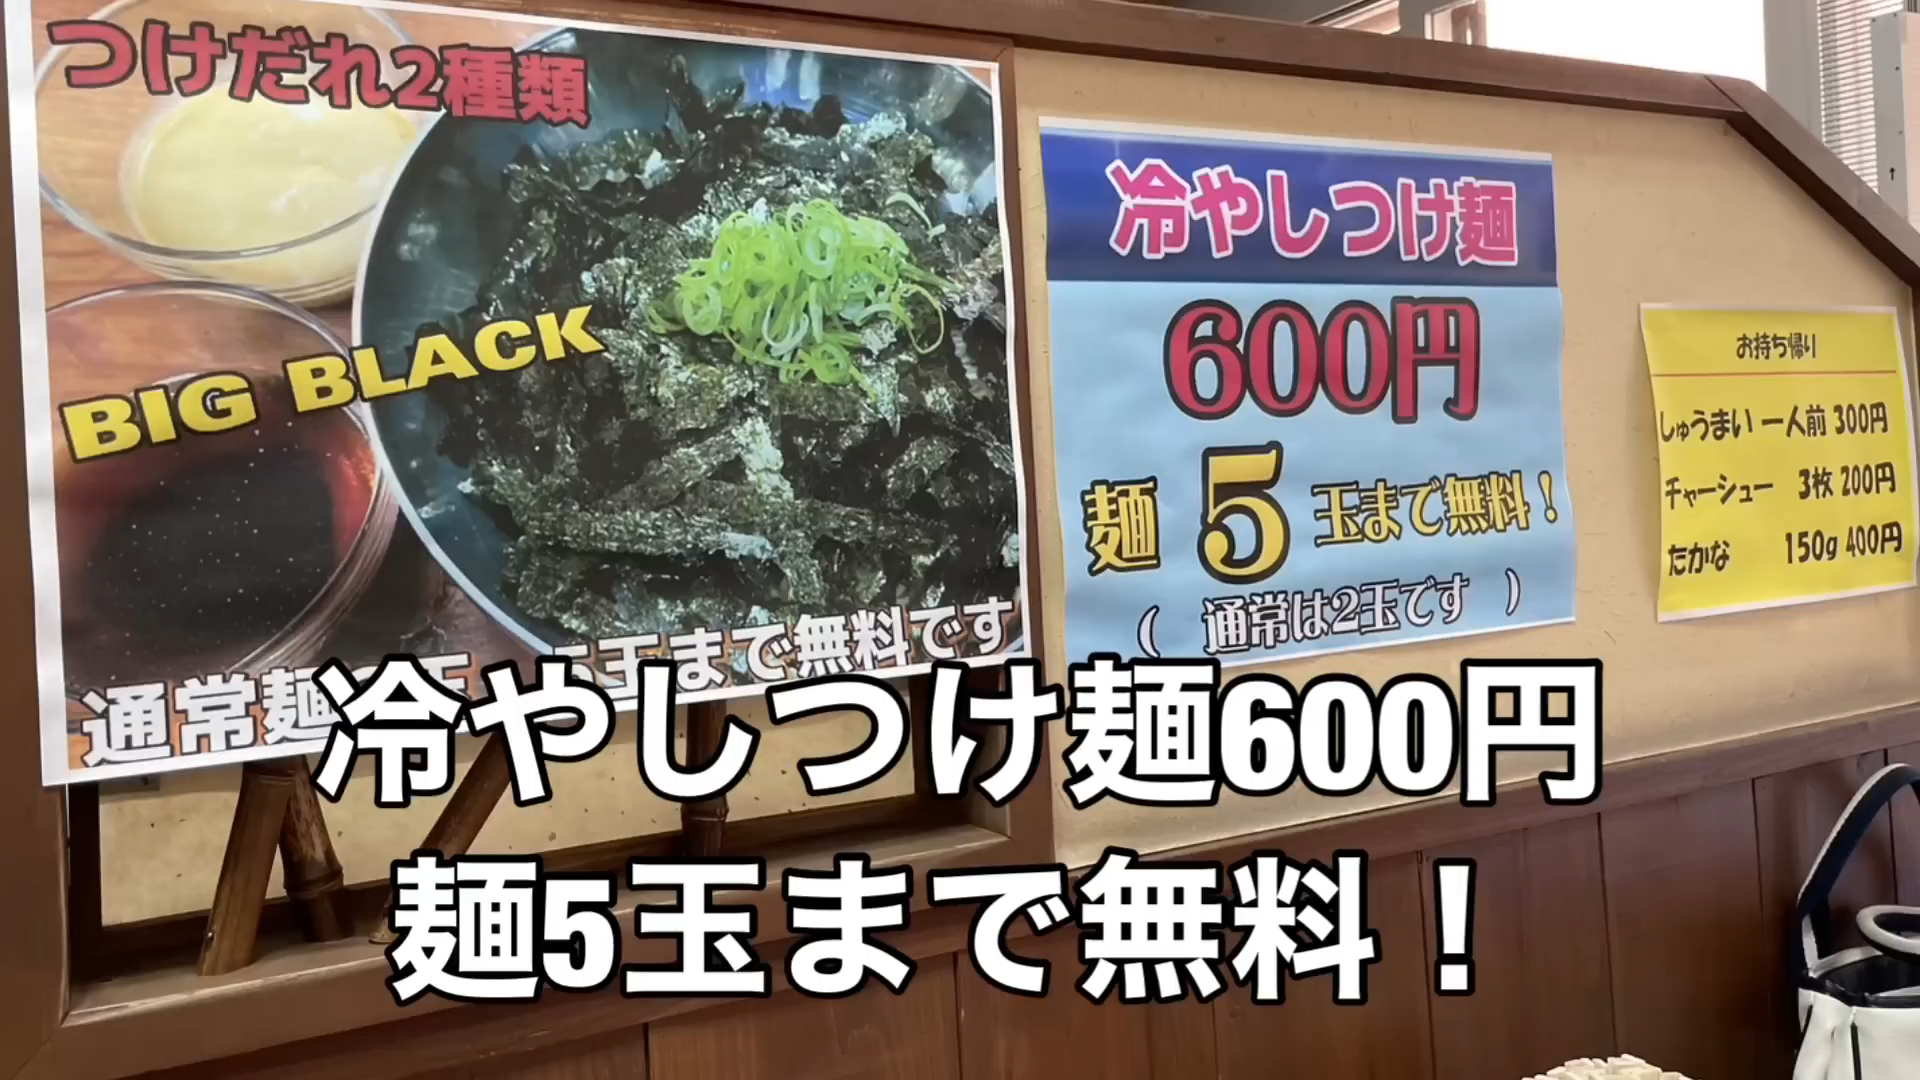 つけだれ2種類
BIG BLACK
通常麺2玉 5玉まで無料です
冷やしつけ麺
600円
麺5玉まで無料!
( 通常は2玉です )
お持ち帰り
しゅうまい 一人前 300円
チャーシュー 3枚 200円
たかな 150g 400円
冷やしつけ麺600円
麺5玉まで無料!